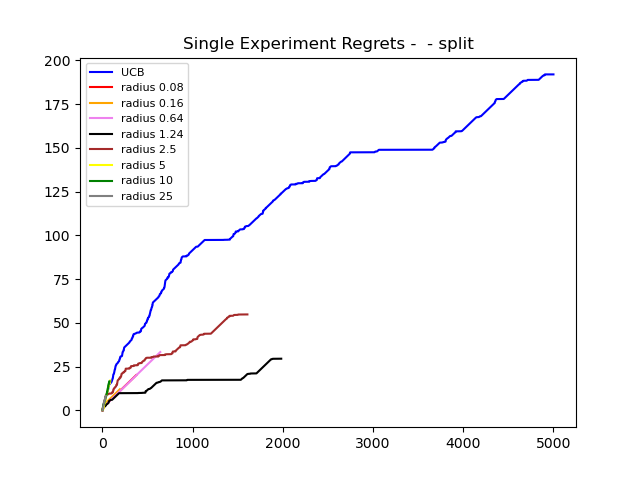 Single Experiment Regrets -  - split
200
175
150
125
100
75
50
25
0
UCB
radius 0.08
radius 0.16
radius 0.64
radius 1.24
radius 2.5
radius 5
radius 10
radius 25
0 1000 2000 3000 4000 5000